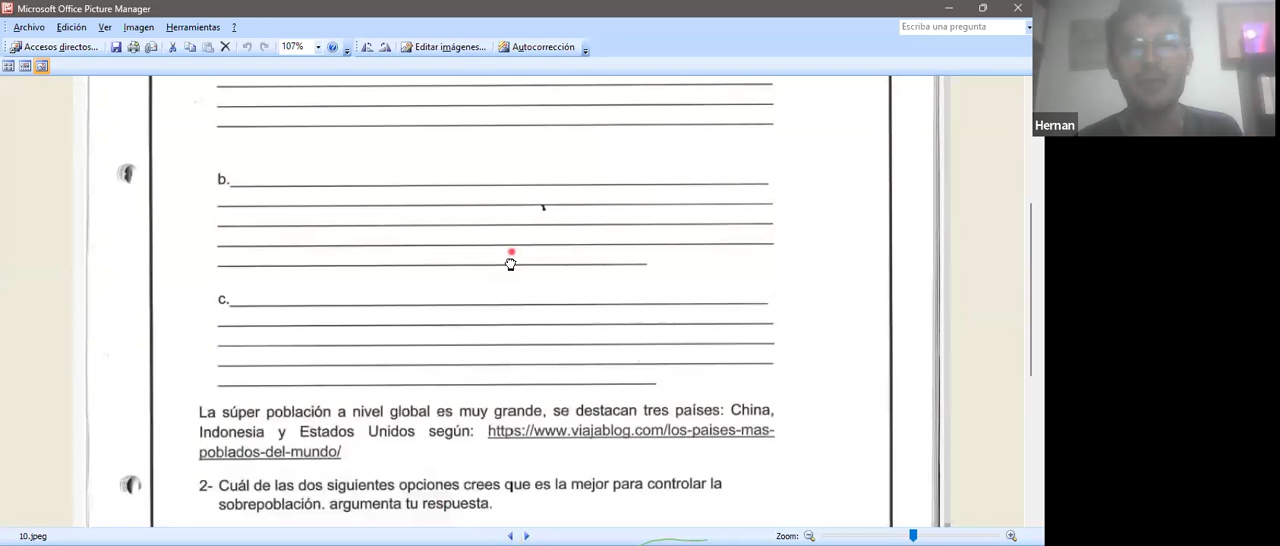 Microsoft Office Picture Manager
Archivo Edición Ver Imagen Herramientas ?
Escriba una pregunta
Accesos directos... 107% Editar imágenes... Autocorrección
Hernan
b.
c.
La súper población a nivel global es muy grande, se destacan tres países: China,
Indonesia y Estados Unidos según: https://www.viajablog.com/los-paises-mas-
poblados-del-mundo/
2- Cuál de las dos siguientes opciones crees que es la mejor para controlar la
sobrepoblación. argumenta tu respuesta.
10.jpeg
Zoom: